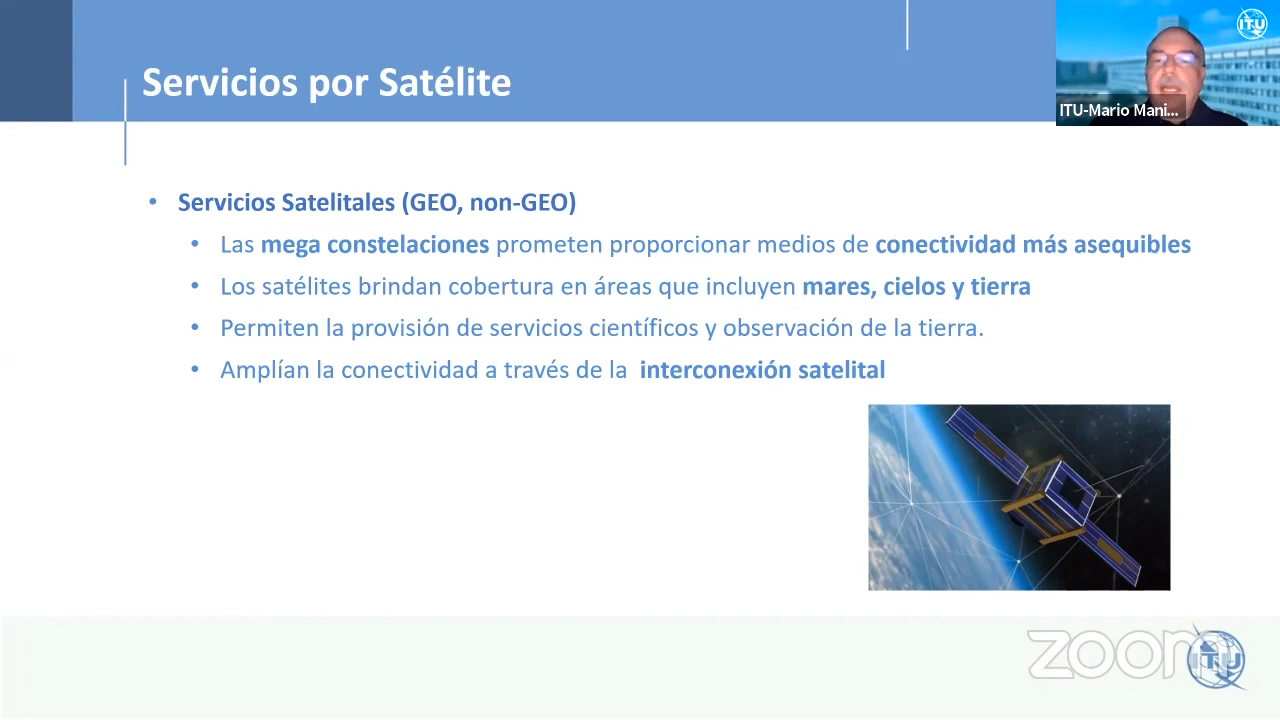 Servicios por Satélite
ITU
ITU-Mario Mani...
• Servicios Satelitales (GEO, non-GEO)
• Las mega constelaciones prometen proporcionar medios de conectividad más asequibles
• Los satélites brindan cobertura en áreas que incluyen mares, cielos y tierra
• Permiten la provisión de servicios científicos y observación de la tierra.
• Amplían la conectividad a través de la interconexión satelital
zoom
ITU